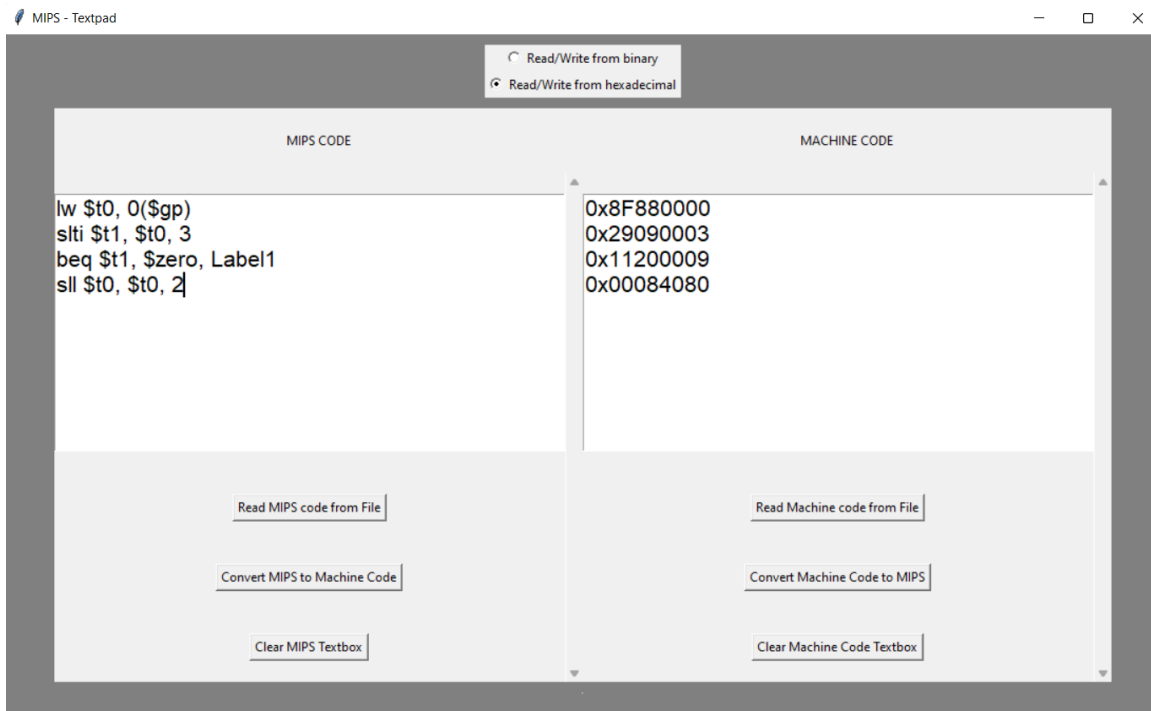 MIPS - Textpad
Read/Write from binary
Read/Write from hexadecimal
MIPS CODE
lw $t0, 0($gp)
slti $t1, $t0, 3
beq $t1, $zero, Label1
sll $t0, $t0, 2
Read MIPS code from File
Convert MIPS to Machine Code
Clear MIPS Textbox
MACHINE CODE
0x8F880000
0x29090003
0x11200009
0x00084080
Read Machine code from File
Convert Machine Code to MIPS
Clear Machine Code Textbox